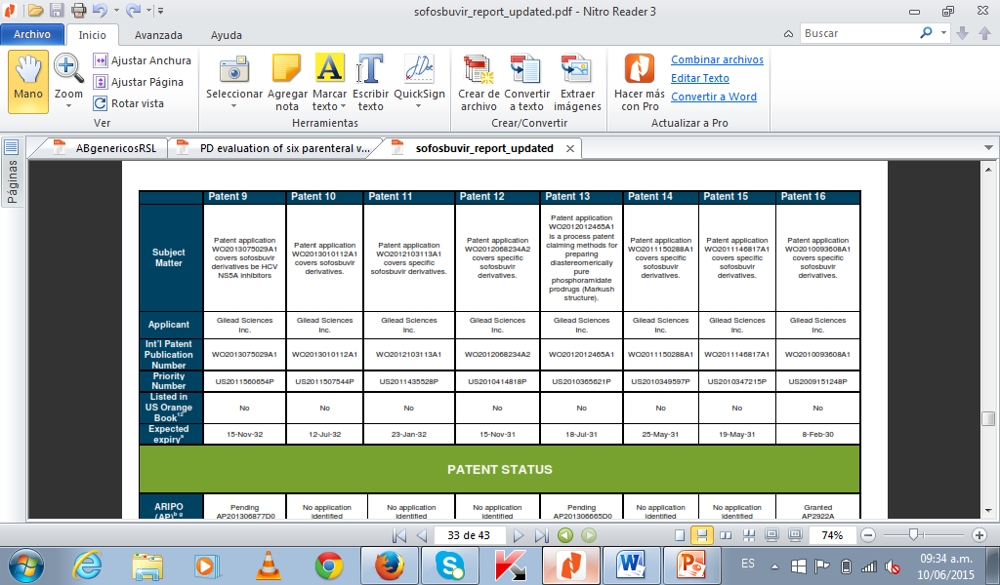 sofosbuvir_report_updated.pdf - Nitro Reader 3
Archivo Inicio Avanzada Ayuda
Buscar
Mano
Zoom
Ajustar Anchura
Ajustar Página
Rotar vista
Ver
Seleccionar
Agregar nota
Marcar texto
Escribir texto
QuickSign
Herramientas
Crear de archivo
Convertir a texto
Extraer imágenes
Crear/Convertir
Hacer más con Pro
Combinar archivos
Editar Texto
Convertir a Word
Actualizar a Pro
Páginas
ABgenericosRSL
PD evaluation of six parenteral v...
sofosbuvir_report_updated
Patent 9 Patent 10 Patent 11 Patent 12 Patent 13 Patent 14 Patent 15 Patent 16
Subject
Matter
Patent application
WO2013075029A1
covers sofosbuvir
derivatives be HCV
NS5A inhibitors
Patent application
WO2013010112A1
covers sofosbuvir
derivatives.
Patent application
WO2012103113A1
covers specific
sofosbuvir derivatives.
Patent application
WO2012068234A2
covers specific
sofosbuvir
derivatives.
Patent application
WO2012012465A1
is a process patent
claiming methods for
preparing
diastereomerically
pure
phosphoramidate
prodrugs (Markush
structure).
Patent application
WO2011150288A1
covers specific
sofosbuvir
derivatives.
Patent application
WO2011146817A1
covers specific
sofosbuvir
derivatives.
Patent application
WO2010093608A1
covers specific
sofosbuvir
derivatives.
Applicant
Gilead Sciences
Inc.
Gilead Sciences
Inc.
Gilead Sciences
Inc.
Gilead Sciences
Inc.
Gilead Sciences
Inc.
Gilead Sciences
Inc.
Gilead Sciences
Inc.
Gilead Sciences
Inc.
Int'l Patent
Publication
Number
WO2013075029A1 WO2013010112A1 WO2012103113A1 WO2012068234A2 WO2012012465A1 WO2011150288A1 WO2011146817A1 WO2010093608A1
Priority
Number
US2011560654P US2011507544P US2011435528P US2010414818P US2010365621P US2010349597P US2010347215P US2009151248P
Listed in
US Orange
Book12
No No No No No No No No
Expected
expirya
15-Nov-32 12-Jul-32 23-Jan-32 15-Nov-31 18-Jul-31 25-May-31 19-May-31 8-Feb-30
PATENT STATUS
ARIPO
(AP)b g
Pending
AP201306877D0
No application
identified
No application
identified
No application
identified
Pending
AP201306665D0
No application
identified
No application
identified
Granted
AP2922A
33 de 43
74%
ES
09:34 a.m.
10/06/2015